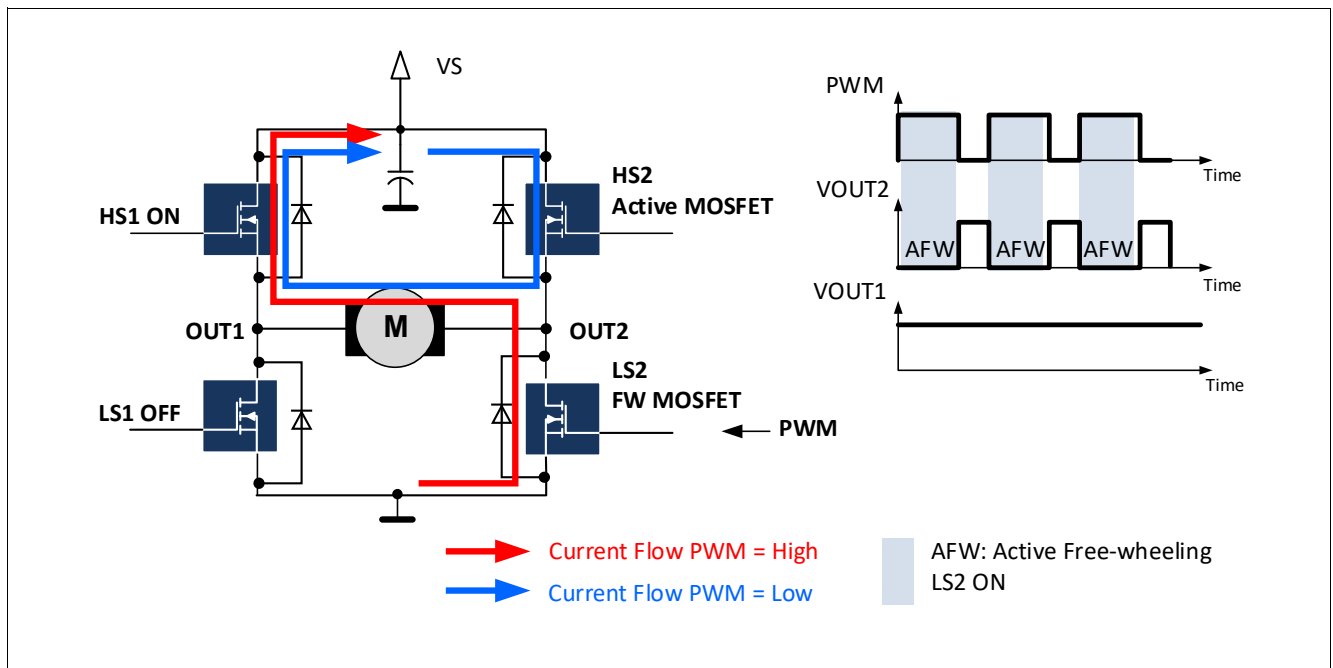 VS
HS1 ON
HS2
Active MOSFET
OUT1
M
OUT2
LS1 OFF
LS2
FW MOSFET
PWM
Current Flow PWM = High
Current Flow PWM = Low
PWM
Time
VOUT2
AFW
AFW
AFW
Time
VOUT1
Time
AFW: Active Free-wheeling
LS2 ON